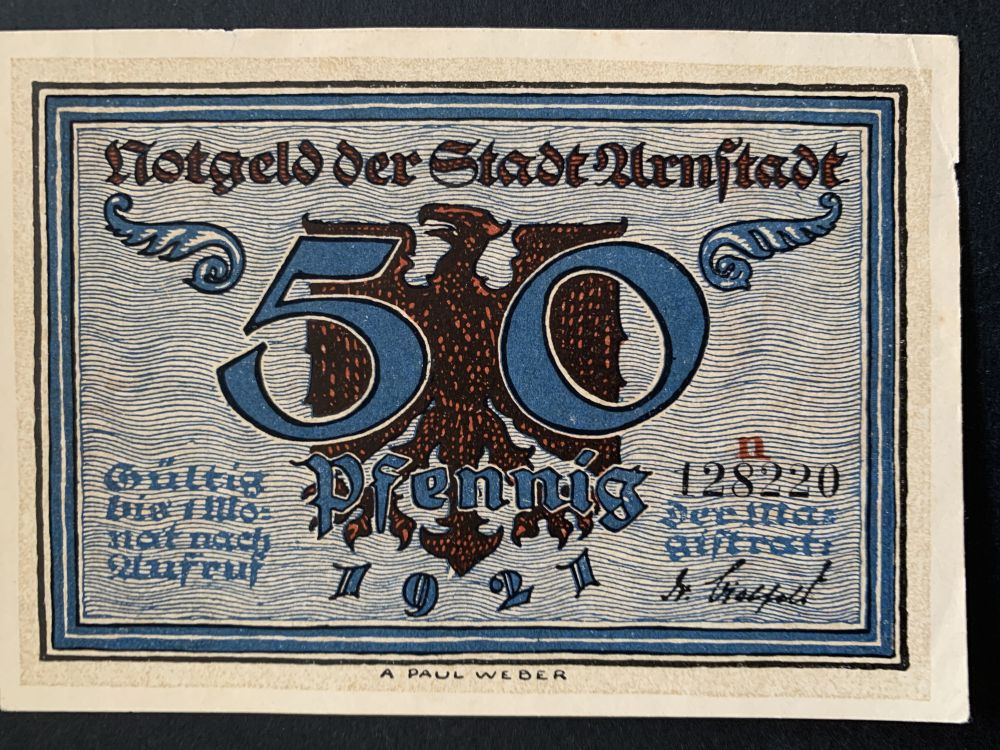 Notgeld der Stadt Arnstadt
50
Pfennig
1921
Gültig
bis 1 Mo=
nat nach
Aufruf
n
128220
Der Ma=
gistrat:
Dr.
A PAUL WEBER